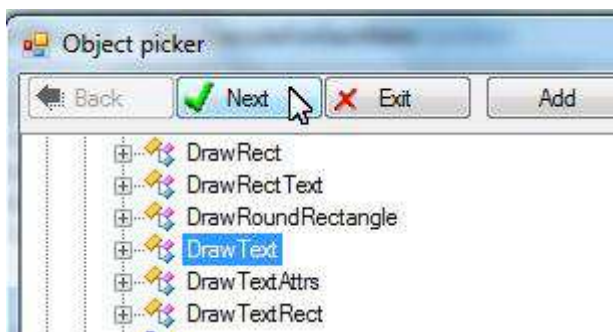 Object picker
Back Next Exit Add
DrawRect
DrawRectText
DrawRoundRectangle
DrawText
DrawTextAttrs
DrawTextRect